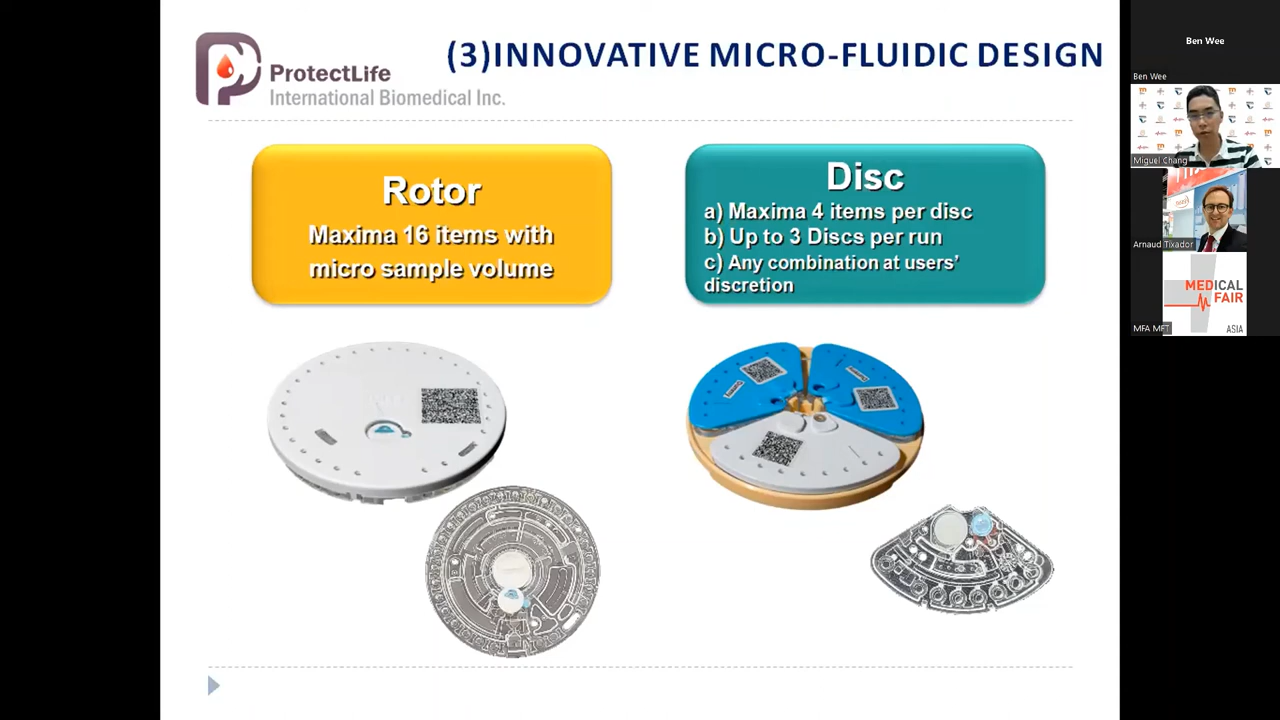 ProtectLife
International Biomedical Inc.
(3)INNOVATIVE MICRO-FLUIDIC DESIGN
Rotor
Maxima 16 items with
micro sample volume
Disc
a) Maxima 4 items per disc
b) Up to 3 Discs per run
c) Any combination at users'
discretion
Ben Wee
Ben Wee
Miguel Chang
Arnaud Tixador
MEDICAL
FAIR
ASIA
MFA MFT